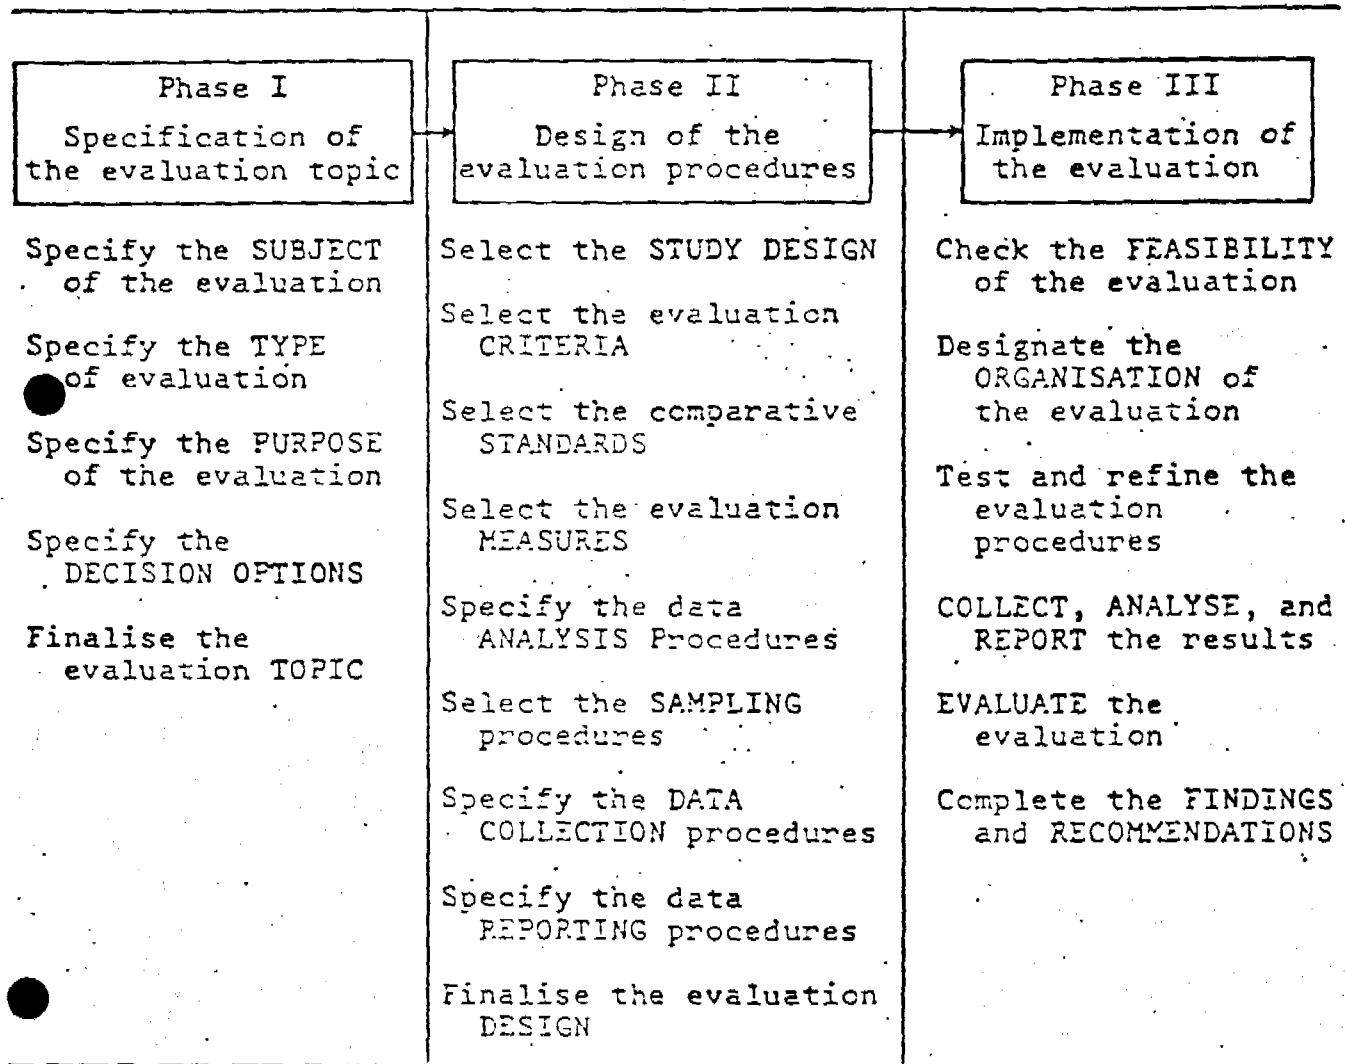 Phase I
Specification of
the evaluation topic
Specify the SUBJECT
of the evaluation
Specify the TYPE
of evaluation
Specify the PURPOSE
of the evaluation
Specify the
DECISION OPTIONS
Finalise the
evaluation TOPIC
Phase II
Design of the
evaluation procedures
Select the STUDY DESIGN
Select the evaluation
CRITERIA
Select the comparative
STANDARDS
Select the evaluation
MEASURES
Specify the data
ANALYSIS Procedures
Select the SAMPLING
procedures
Specify the DATA
COLLECTION procedures
Specify the data
REPORTING procedures
Finalise the evaluation
DESIGN
Phase III
Implementation of
the evaluation
Check the FEASIBILITY
of the evaluation
Designate the
ORGANISATION of
the evaluation
Test and refine the
evaluation
procedures
COLLECT, ANALYSE, and
REPORT the results
EVALUATE the
evaluation
Complete the FINDINGS
and RECOMMENDATIONS